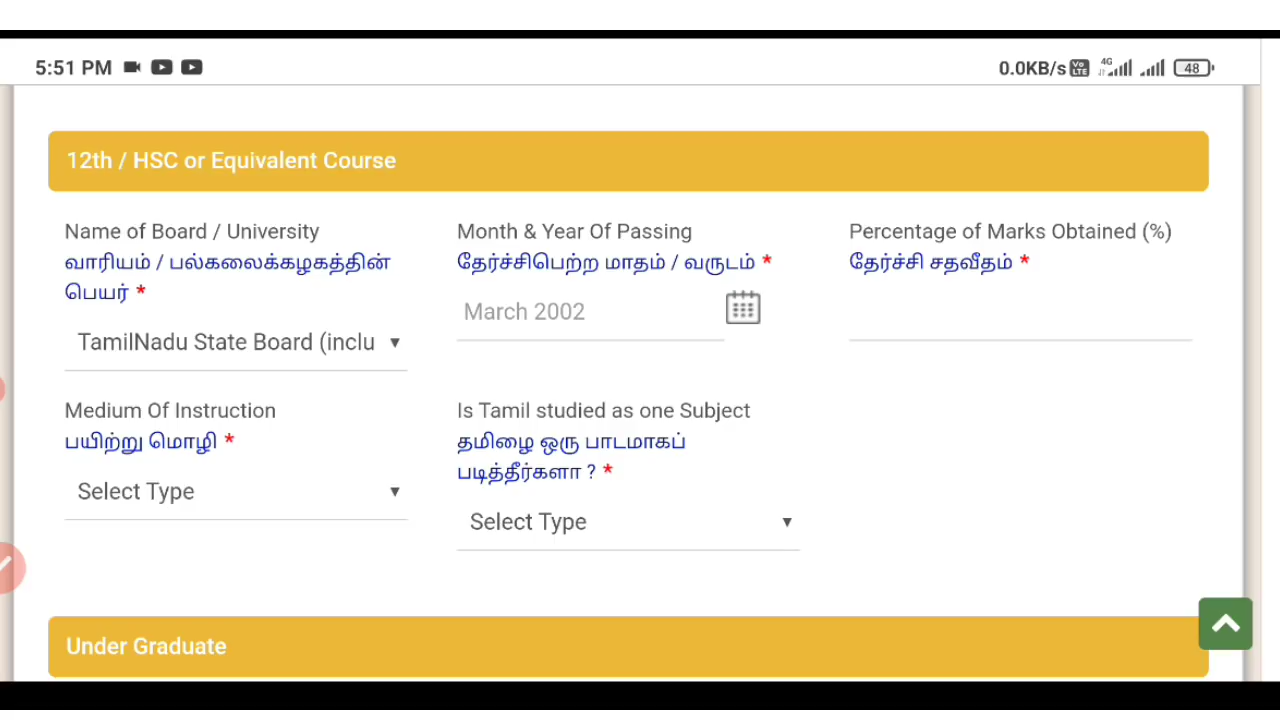 5:51 PM
0.0KB/s Vo LTE 4G 48
12th / HSC or Equivalent Course
Name of Board / University
வாரியம் / பல்கலைக்கழகத்தின்
பெயர் *
TamilNadu State Board (inclu
Month & Year Of Passing
தேர்ச்சிபெற்ற மாதம் / வருடம் *
March 2002
Percentage of Marks Obtained (%)
தேர்ச்சி சதவீதம் *
Medium Of Instruction
பயிற்று மொழி *
Select Type
Is Tamil studied as one Subject
தமிழை ஒரு பாடமாகப்
படித்தீர்களா ? *
Select Type
Under Graduate